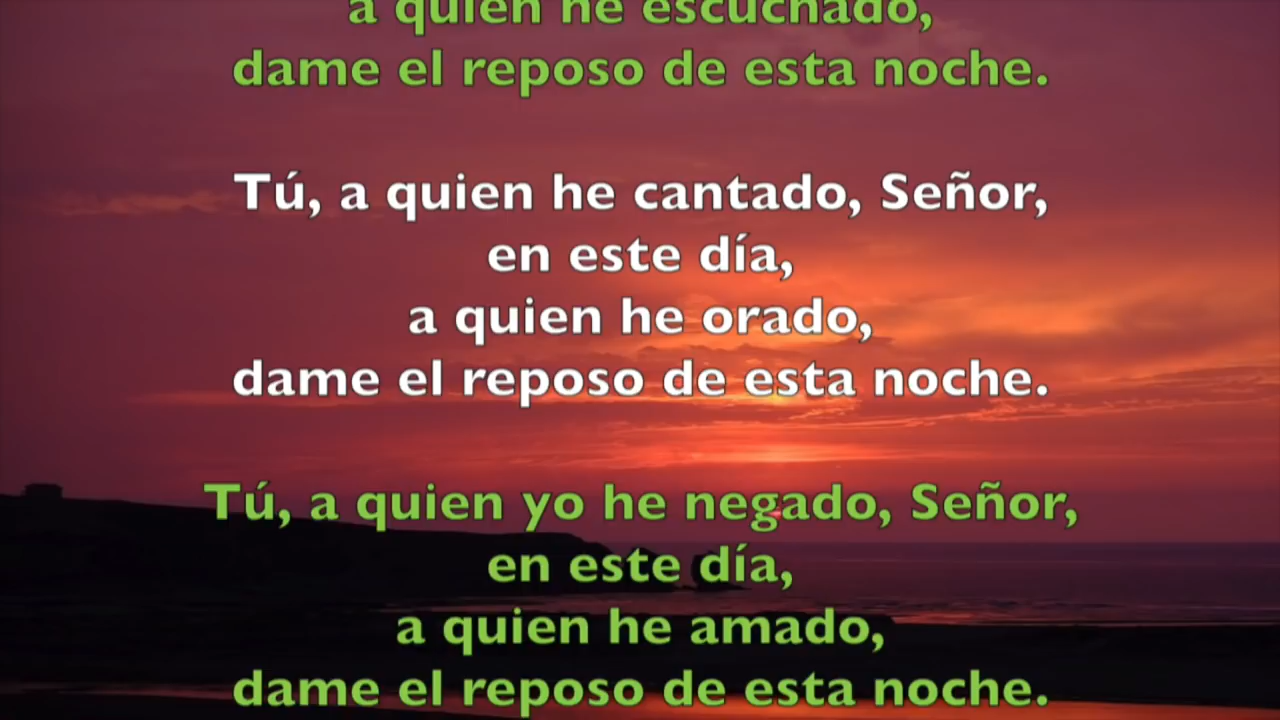 a quien he escuchado,
dame el reposo de esta noche.
Tú, a quien he cantado, Señor,
en este día,
a quien he orado,
dame el reposo de esta noche.
Tú, a quien yo he negado, Señor,
en este día,
a quien he amado,
dame el reposo de esta noche.